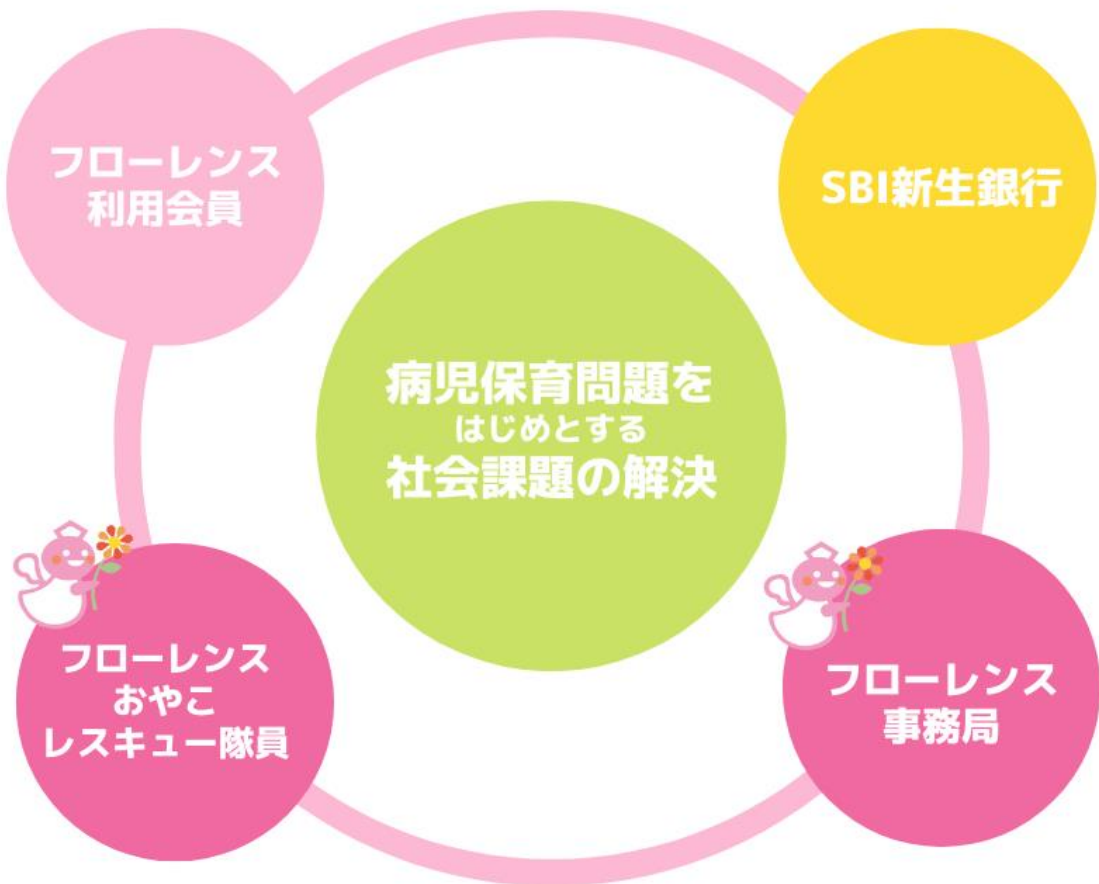 フローレンス
利用会員
SBI新生銀行
病児保育問題を
はじめとする
社会課題の解決
フローレンス
おやこ
レスキュー隊員
フローレンス
事務局